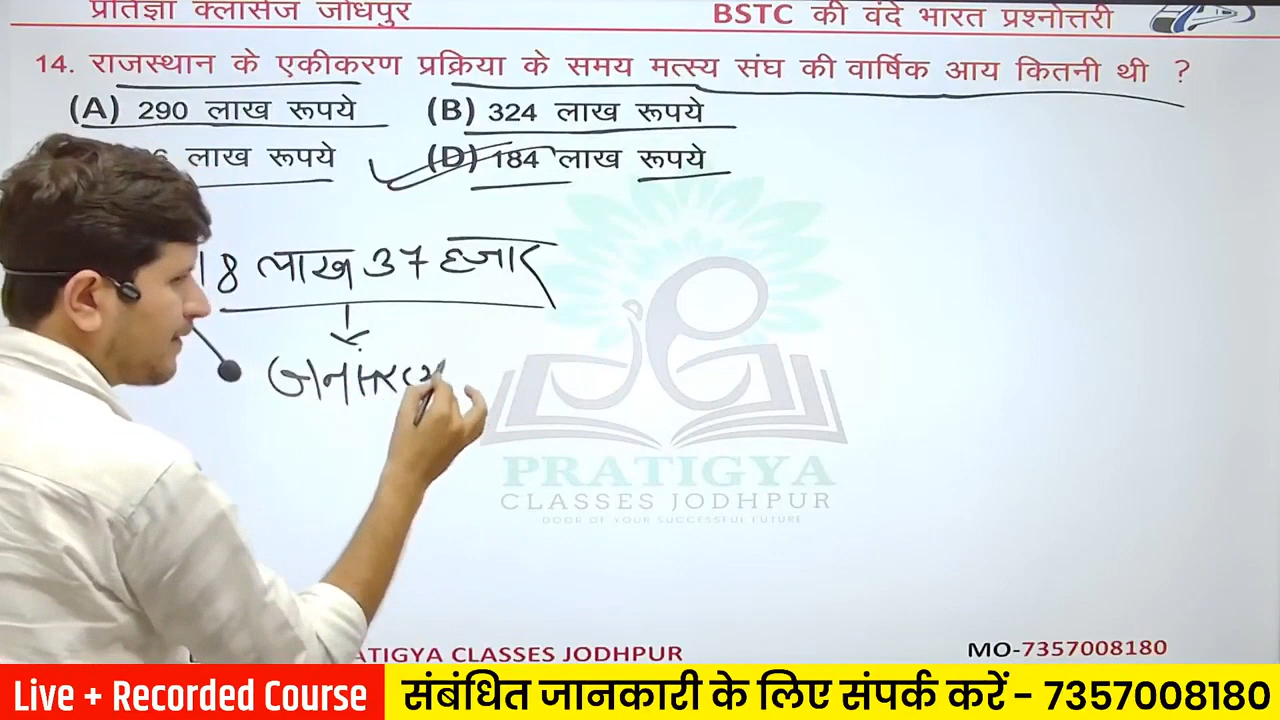 प्रतिज्ञा क्लासेज जोधपुर BSTC की वंदे भारत प्रश्नोत्तरी
14. राजस्थान के एकीकरण प्रक्रिया के समय मत्स्य संघ की वार्षिक आय कितनी थी ?
(A) 290 लाख रूपये (B) 324 लाख रूपये
लाख रूपये (D) 184 लाख रूपये
18 लाख 37 हजार
PRATIGYA
CLASSES JODHPUR
DOOR OF YOUR SUCCESSFUL FUTURE
ATIGYA CLASSES JODHPUR MO-7357008180
Live + Recorded Course संबंधित जानकारी के लिए संपर्क करें - 7357008180